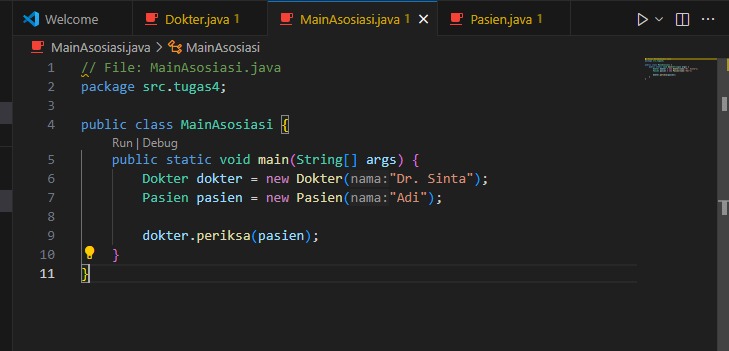 Welcome Dokter.java 1 MainAsosiasi.java 1 Pasien.java 1
MainAsosiasi.java > MainAsosiasi
1 // File: MainAsosiasi.java
2 package src.tugas4;
3
4 public class MainAsosiasi {
Run | Debug
5 public static void main(String[] args) {
6 Dokter dokter = new Dokter(nama:"Dr. Sinta");
7 Pasien pasien = new Pasien(nama:"Adi");
8
9 dokter.periksa(pasien);
10 }
11 }